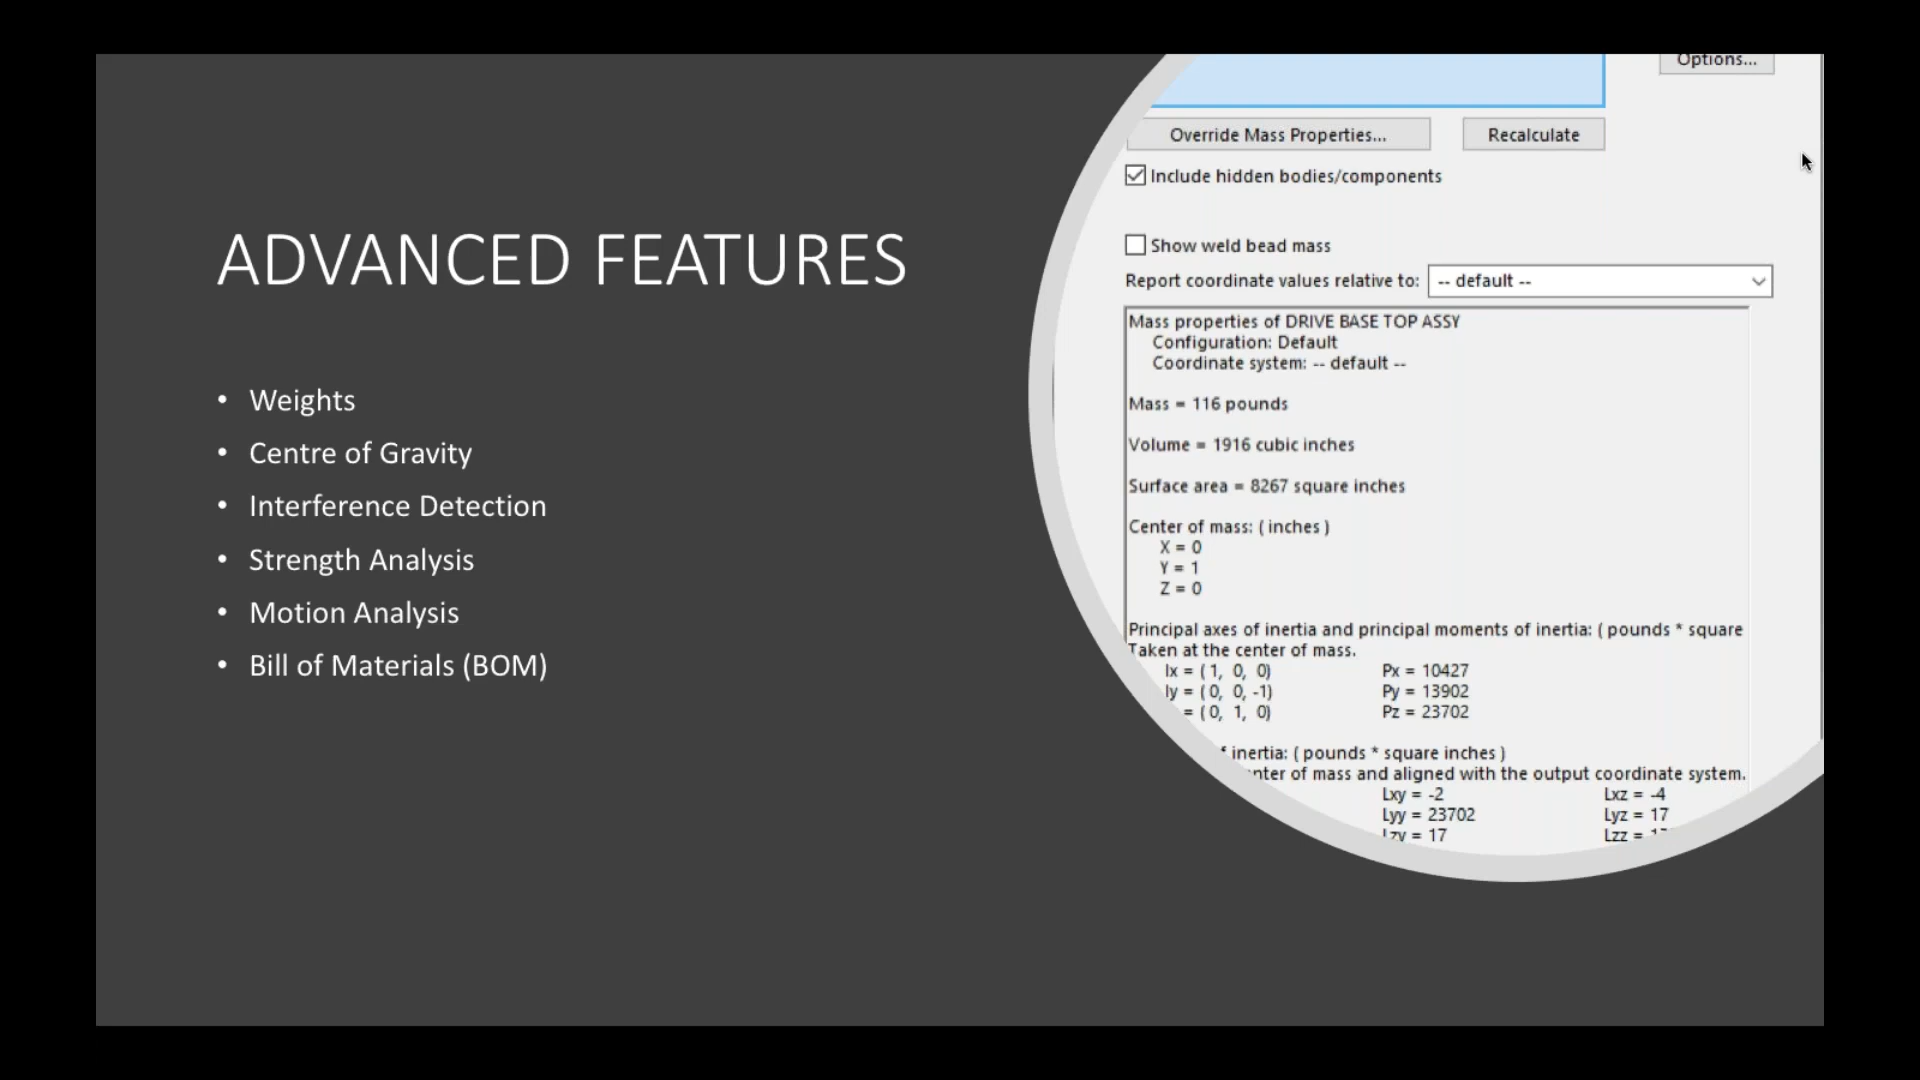 ADVANCED FEATURES
• Weights
• Centre of Gravity
• Interference Detection
• Strength Analysis
• Motion Analysis
• Bill of Materials (BOM)
Options...
Override Mass Properties... Recalculate
Include hidden bodies/components
Show weld bead mass
Report coordinate values relative to: -- default --
Mass properties of DRIVE BASE TOP ASSY
Configuration: Default
Coordinate system: -- default --
Mass = 116 pounds
Volume = 1916 cubic inches
Surface area = 8267 square inches
Center of mass: ( inches )
X = 0
Y = 1
Z = 0
Principal axes of inertia and principal moments of inertia: ( pounds * square
Taken at the center of mass.
Ix = ( 1, 0, 0) Px = 10427
Iy = ( 0, 0, -1) Py = 13902
= ( 0, 1, 0) Pz = 23702
inertia: ( pounds * square inches )
of mass and aligned with the output coordinate system.
Lxy = -2 Lxz = -4
Lyy = 23702 Lyz = 17
Lzy = 17 Lzz =